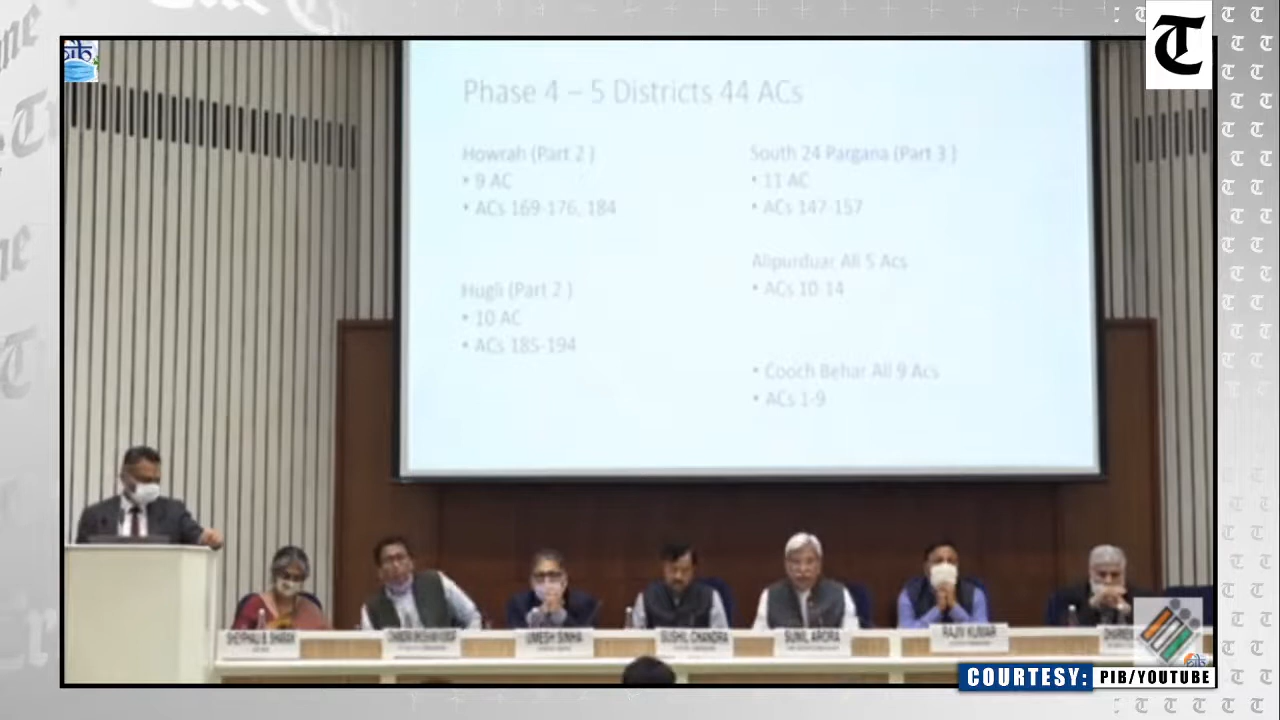 Phase 4 – 5 Districts 44 ACs
Howrah (Part 2 )
• 9 AC
• ACs 169-176, 184
Hugli (Part 2 )
• 10 AC
• ACs 185-194
South 24 Pargana (Part 3 )
• 11 AC
• ACs 147-157
Alipurduar All 5 Acs
• ACs 10-14
• Cooch Behar All 9 Acs
• ACs 1-9
UMESH SINHA
SUSHIL CHANDRA
SUNIL ARORA
RAJIV KUMAR
COURTESY: PIB/YOUTUBE